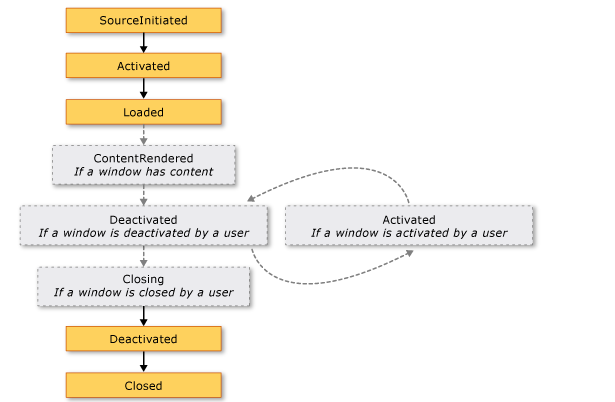 SourceInitiated
Activated
Loaded
ContentRendered
If a window has content
Deactivated
If a window is deactivated by a user
Activated
If a window is activated by a user
Closing
If a window is closed by a user
Deactivated
Closed